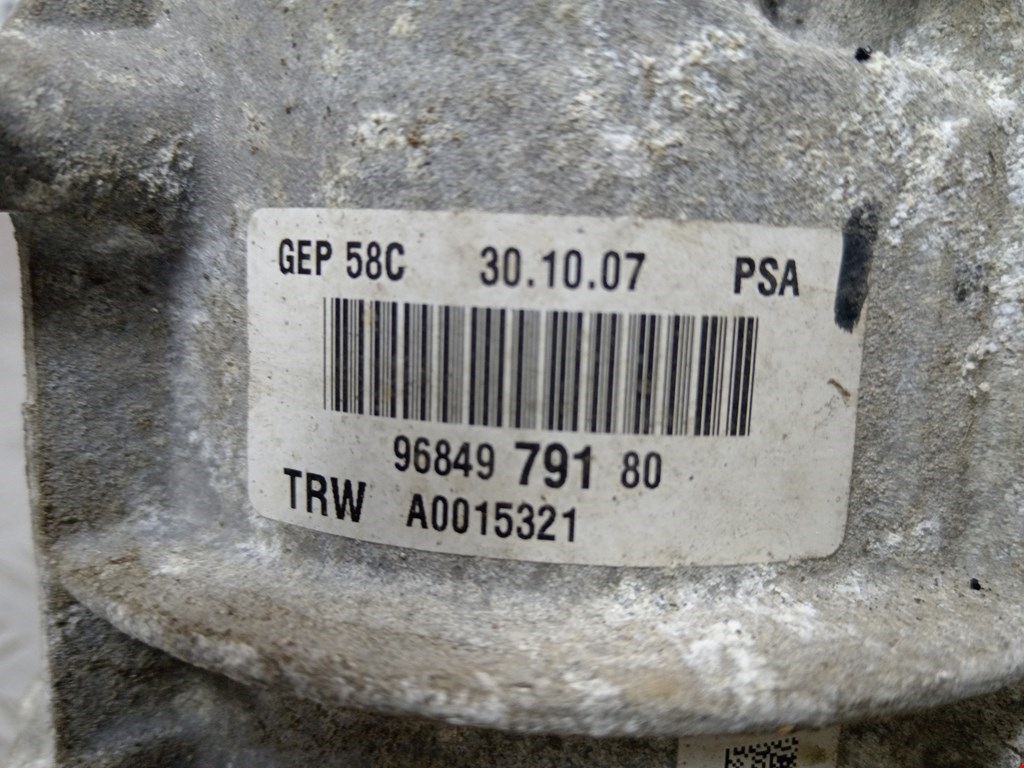 GEP 58C 30.10.07 PSA
96849 791 80
TRW A0015321